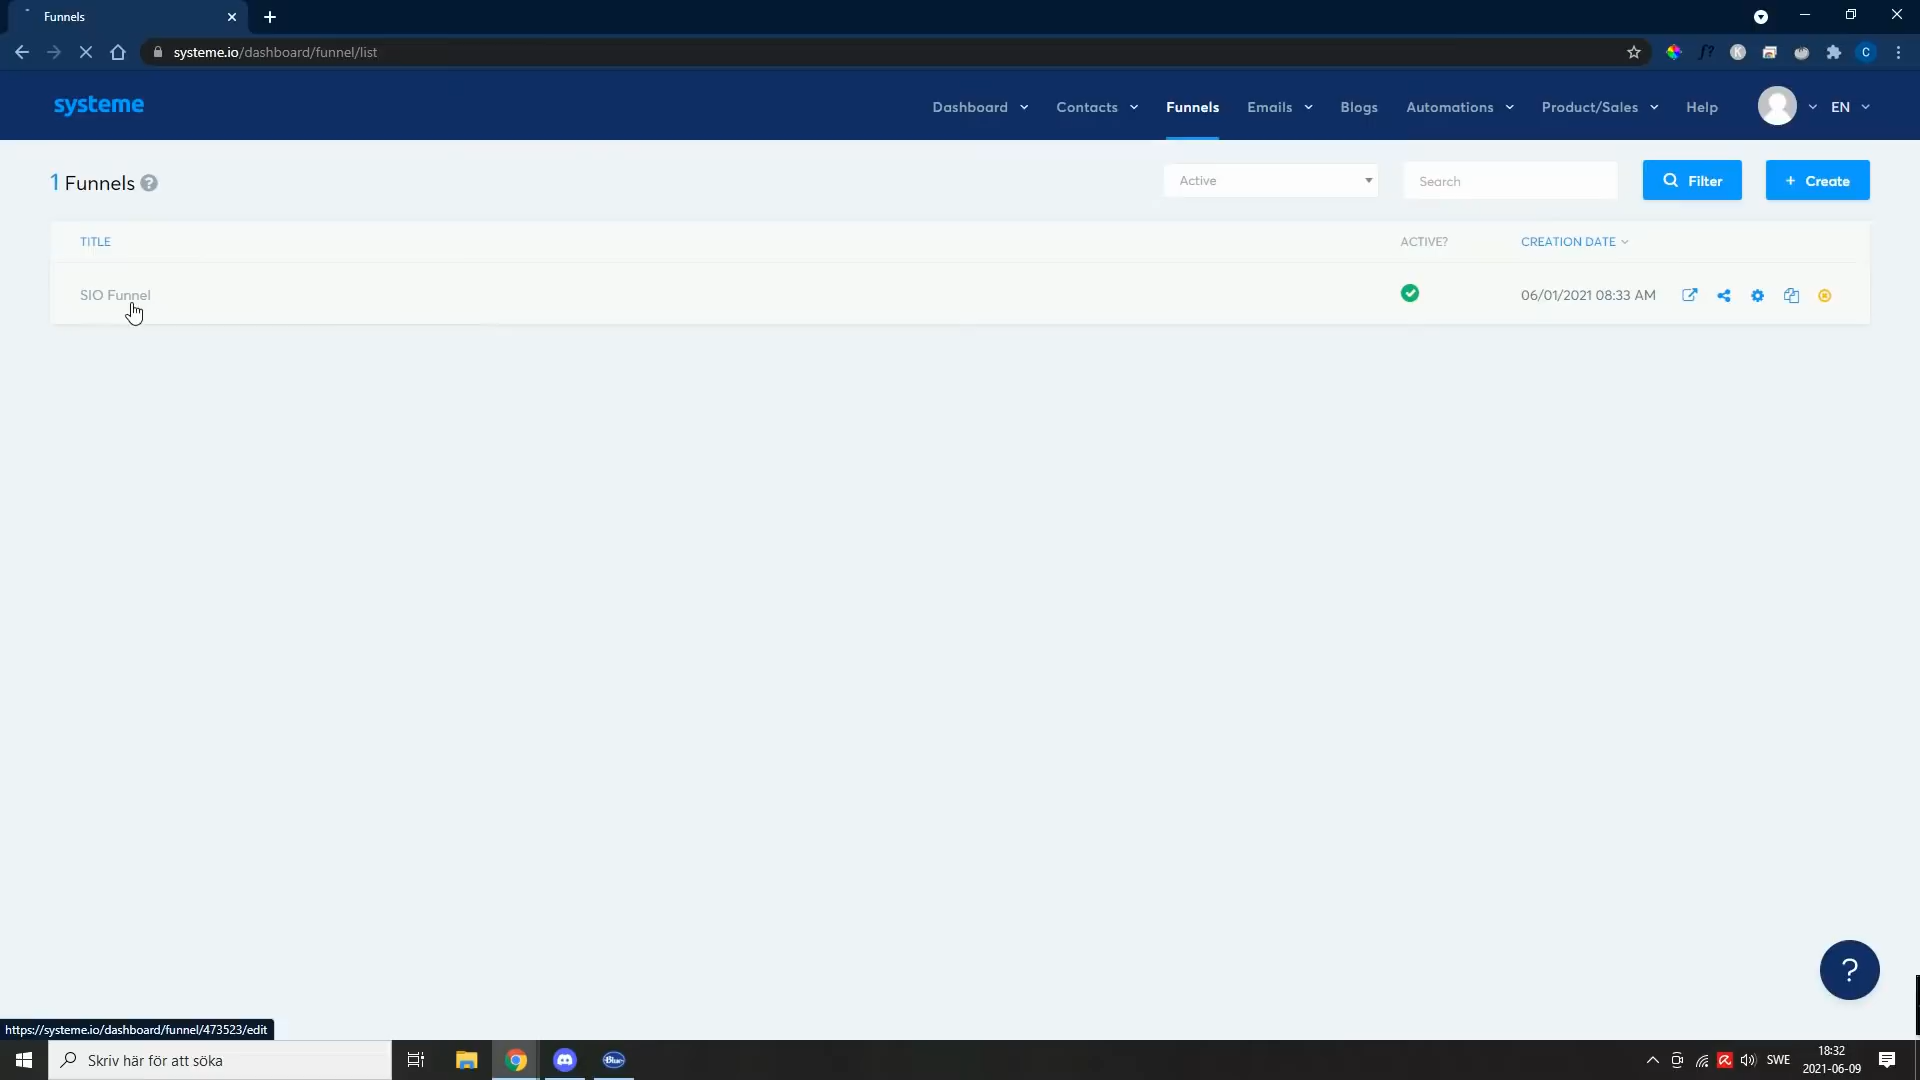 Funnels
systeme.io/dashboard/funnel/list
C
systeme
Dashboard Contacts Funnels Emails Blogs Automations Product/Sales Help EN
1 Funnels ?
Active
Search
Filter
+ Create
TITLE ACTIVE? CREATION DATE
SIO Funnel 06/01/2021 08:33 AM
?
https://systeme.io/dashboard/funnel/473523/edit
Skriv här för att söka
Blue
SWE
18:32
2021-06-09